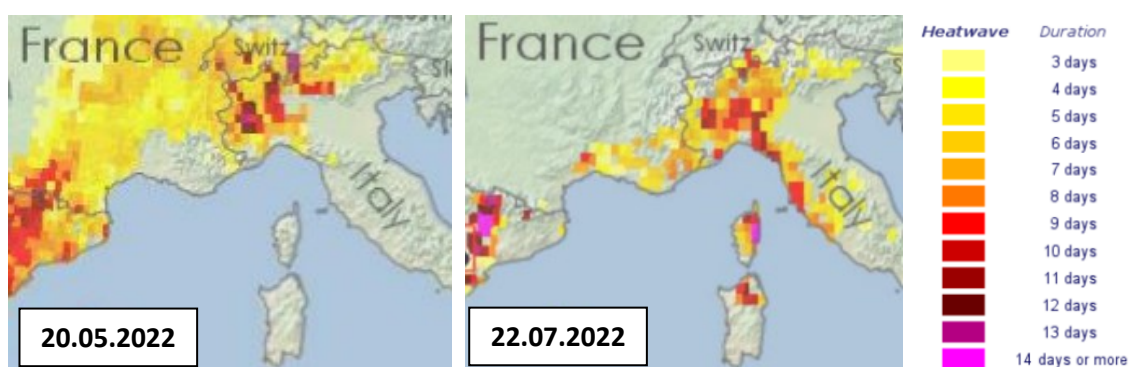 France
Switz
Italy
20.05.2022
France
Switz
S
Italy
22.07.2022
Heatwave Duration
3 days
4 days
5 days
6 days
7 days
8 days
9 days
10 days
11 days
12 days
13 days
14 days or more